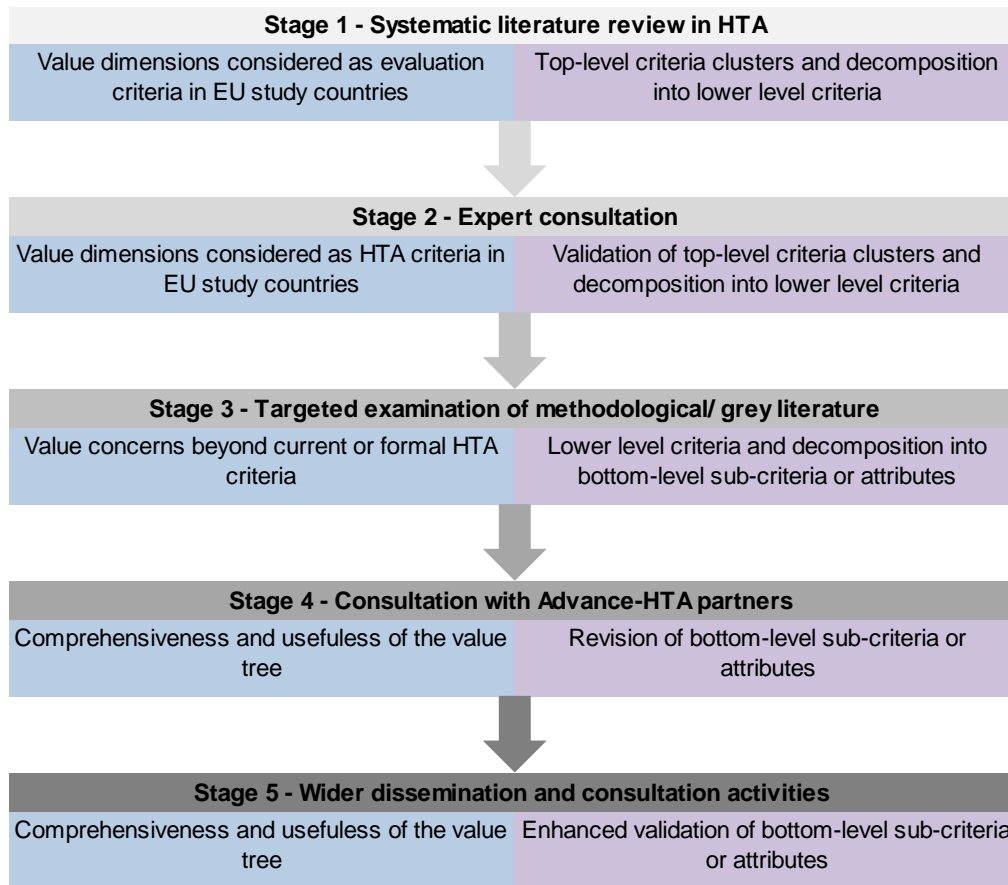 Stage 1 - Systematic literature review in HTA
Value dimensions considered as evaluation
criteria in EU study countries
Top-level criteria clusters and decomposition
into lower level criteria
Stage 2 - Expert consultation
Value dimensions considered as HTA criteria in
EU study countries
Validation of top-level criteria clusters and
decomposition into lower level criteria
Stage 3 - Targeted examination of methodological/ grey literature
Value concerns beyond current or formal HTA
criteria
Lower level criteria and decomposition into
bottom-level sub-criteria or attributes
Stage 4 - Consultation with Advance-HTA partners
Comprehensiveness and usefuless of the value
tree
Revision of bottom-level sub-criteria or
attributes
Stage 5 - Wider dissemination and consultation activities
Comprehensiveness and usefuless of the value
tree
Enhanced validation of bottom-level sub-criteria
or attributes